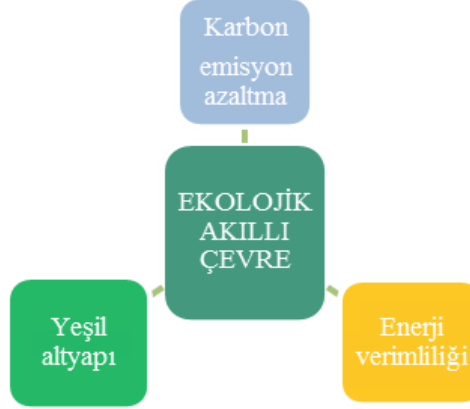 Karbon
emisyon
azaltma
EKOLOJİK
AKILLI
ÇEVRE
Yeşil
altyapı
Enerji
verimliliği